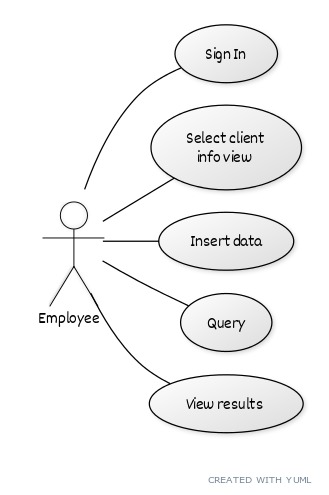 Sign In
Select client
info view
Insert data
Query
Employee
View results
CREATED WITH YUML